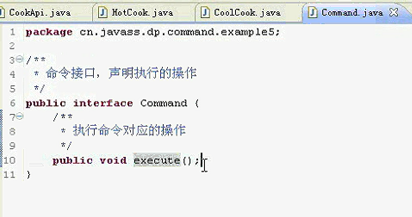 CookApi.java HotCook.java CoolCook.java Command.java
1 package cn.javass.dp.command.example5;
2
3 /**
4 * 命令接口，声明执行的操作
5 */
6 public interface Command {
7 /**
8 * 执行命令对应的操作
9 */
10 public void execute();
11 }